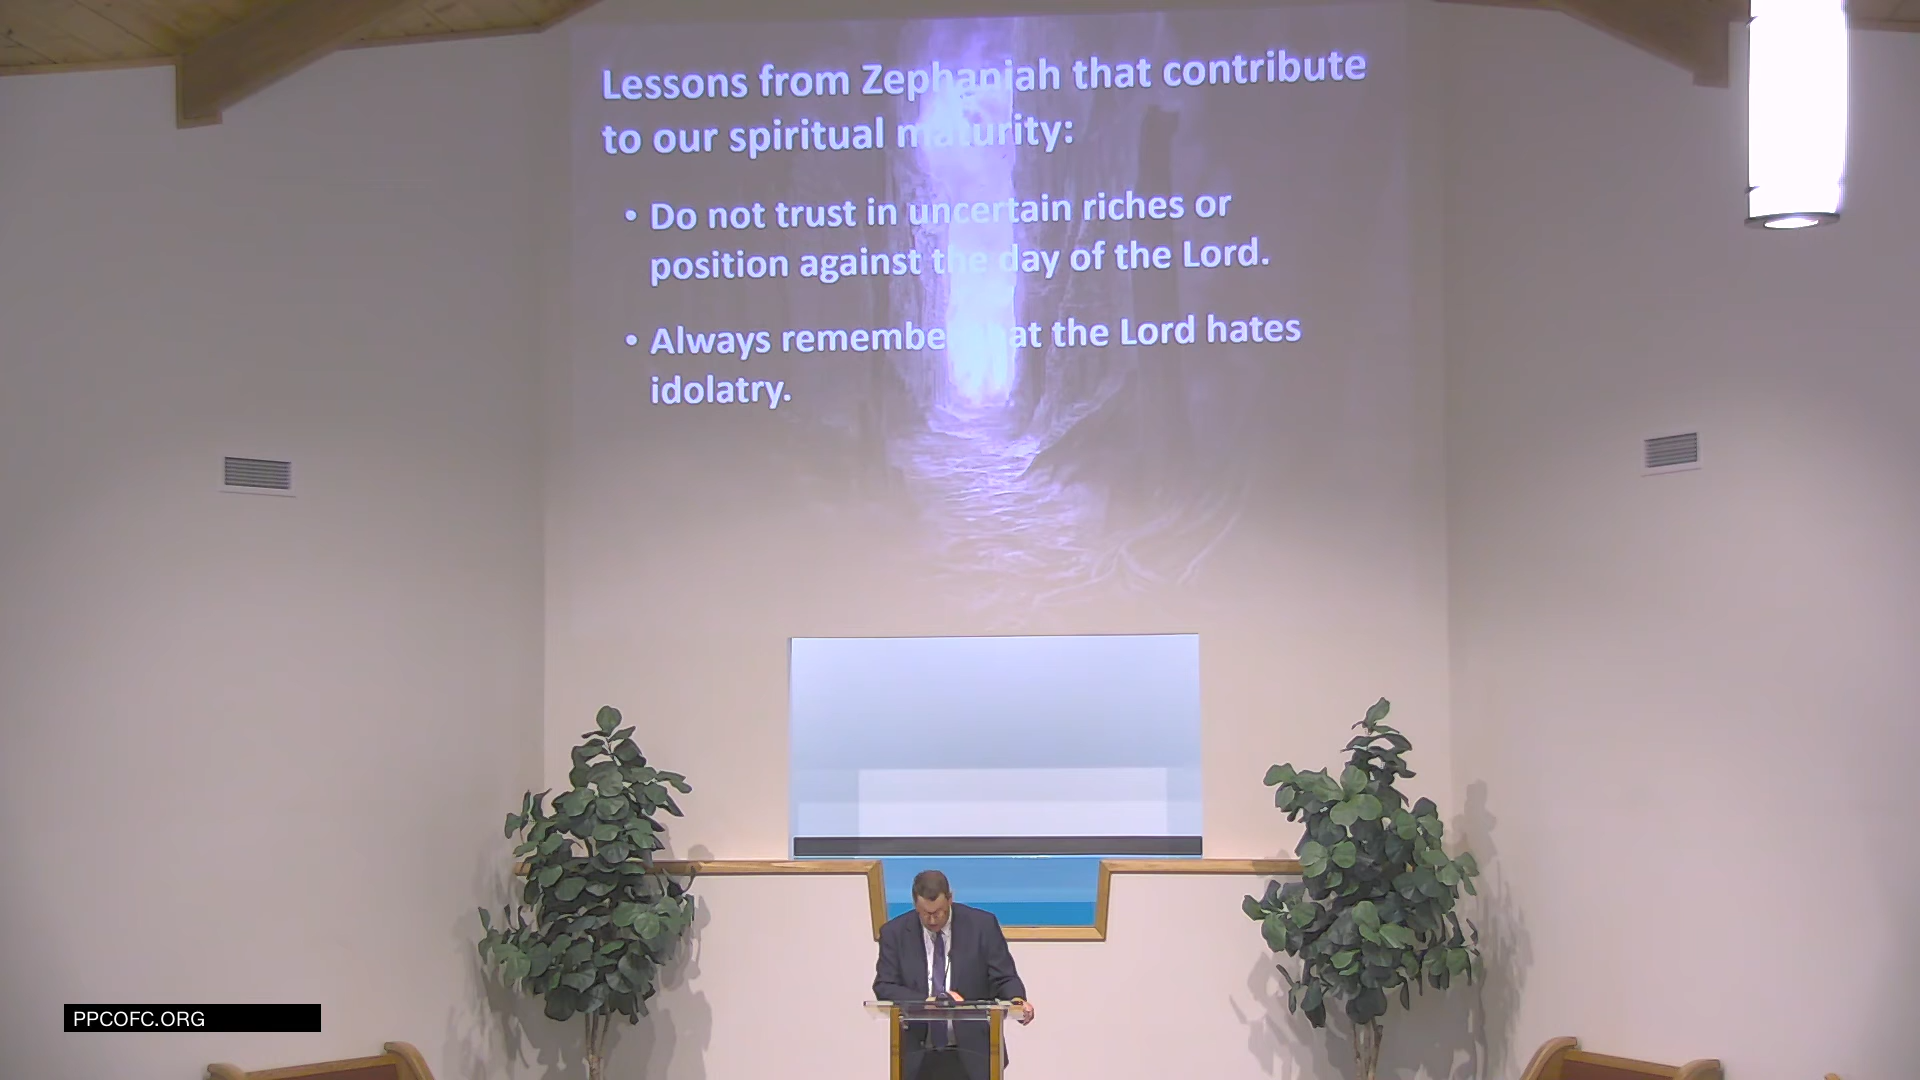 Lessons from Zephaniah that contribute
to our spiritual maturity:
• Do not trust in uncertain riches or
position against the day of the Lord.
• Always remember that the Lord hates
idolatry.
PPCOFC.ORG